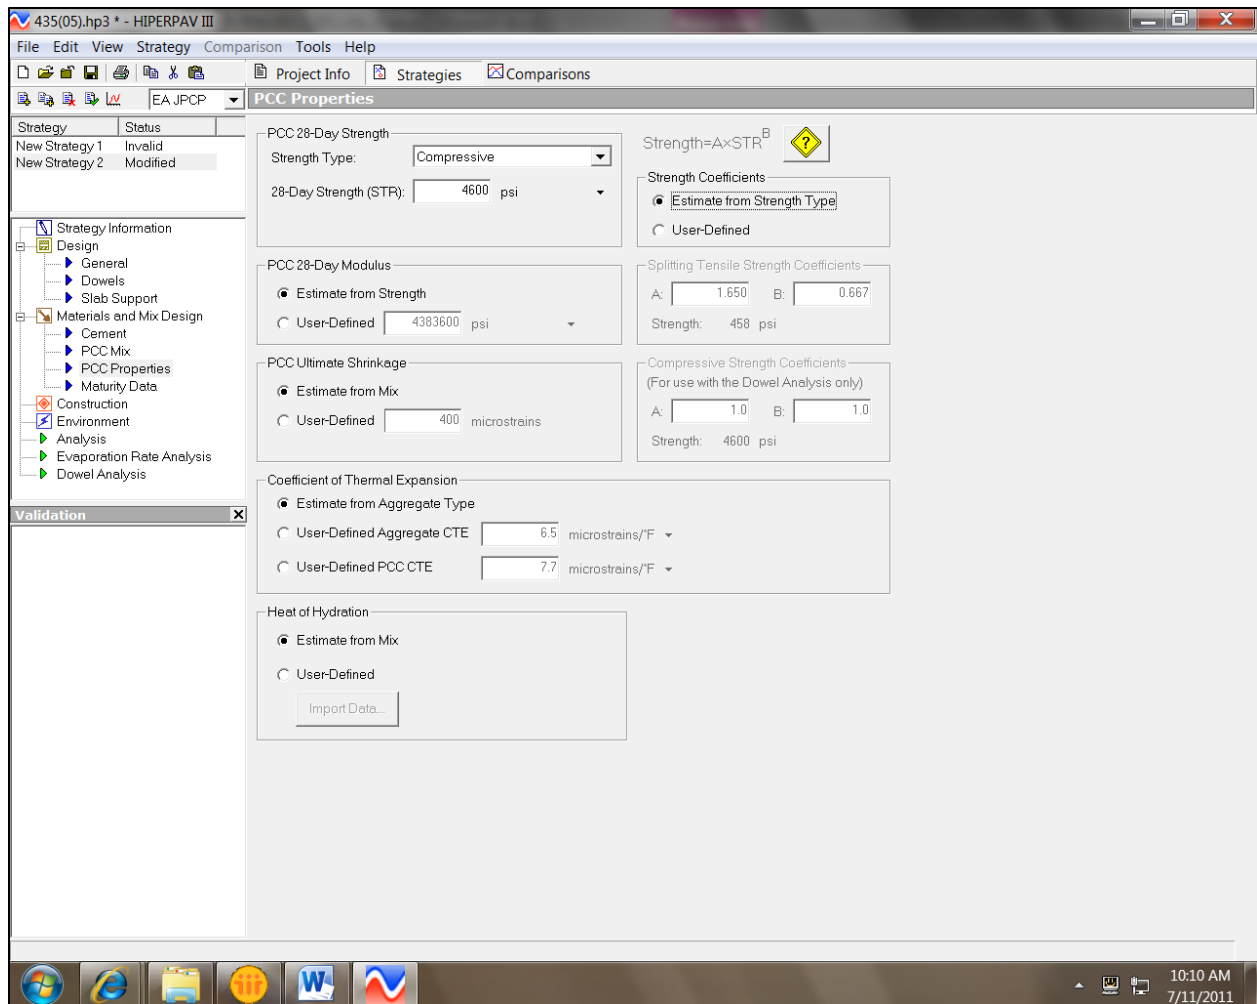 435(05).hp3 * - HIPERPAV III
File Edit View Strategy Comparison Tools Help
Project Info Strategies Comparisons
EA JPCP PCC Properties
Strategy Status
New Strategy 1 Invalid
New Strategy 2 Modified
Strategy Information
Design
General
Dowels
Slab Support
Materials and Mix Design
Cement
PCC Mix
PCC Properties
Maturity Data
Construction
Environment
Analysis
Evaporation Rate Analysis
Dowel Analysis
Validation
PCC 28-Day Strength
Strength Type: Compressive
28-Day Strength (STR): 4600 psi
Strength=A×STR^B
Strength Coefficients
Estimate from Strength Type
User-Defined
PCC 28-Day Modulus
Estimate from Strength
User-Defined 4383600 psi
Splitting Tensile Strength Coefficients
A: 1.650 B: 0.667
Strength: 458 psi
PCC Ultimate Shrinkage
Estimate from Mix
User-Defined 400 microstrains
Compressive Strength Coefficients
(For use with the Dowel Analysis only)
A: 1.0 B: 1.0
Strength: 4600 psi
Coefficient of Thermal Expansion
Estimate from Aggregate Type
User-Defined Aggregate CTE 6.5 microstrains/°F
User-Defined PCC CTE 7.7 microstrains/°F
Heat of Hydration
Estimate from Mix
User-Defined
Import Data...
10:10 AM
7/11/2011